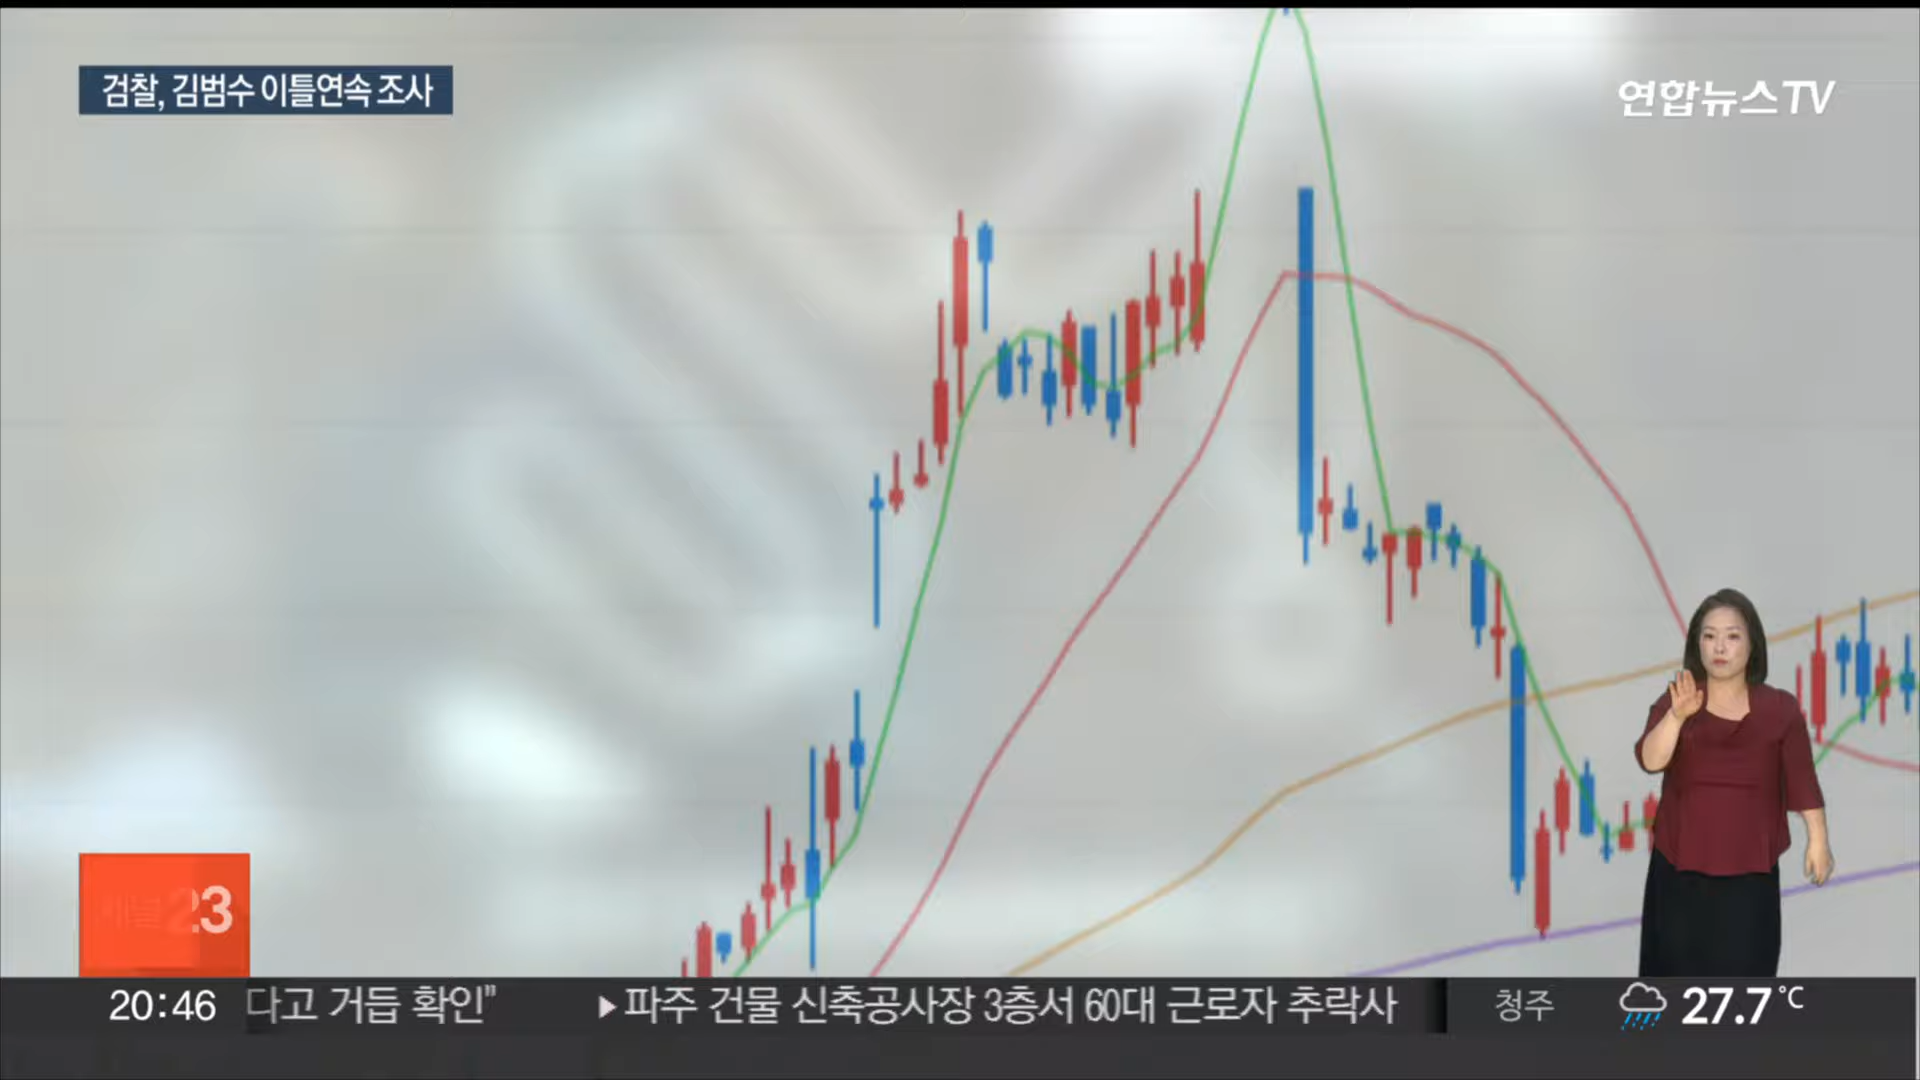 검찰, 김범수 이틀연속 조사
연합뉴스TV
채널 23
20:46 다고 거듭 확인” ▶파주 건물 신축공사장 3층서 60대 근로자 추락사 청주 27.7℃